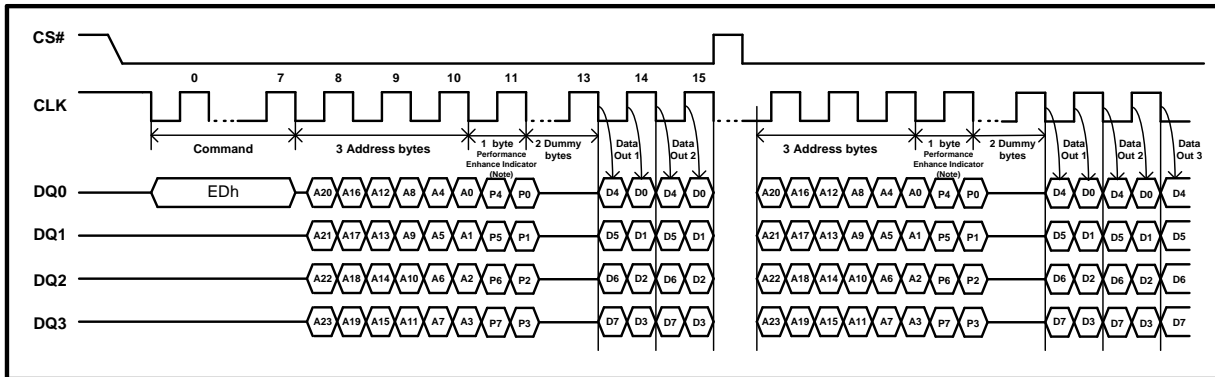 CS#
0 7 8 9 10 11 13 14 15
CLK
Command 3 Address bytes 1 byte Performance Enhance Indicator (Note) 2 Dummy bytes Data Out 1 Data Out 2 3 Address bytes 1 byte Performance Enhance Indicator (Note) 2 Dummy bytes Data Out 1 Data Out 2 Data Out 3
DQ0 EDh A20 A16 A12 A8 A4 A0 P4 P0 D4 D0 D4 D0 A20 A16 A12 A8 A4 A0 P4 P0 D4 D0 D4 D0 D4
DQ1 A21 A17 A13 A9 A5 A1 P5 P1 D5 D1 D5 D1 A21 A17 A13 A9 A5 A1 P5 P1 D5 D1 D5 D1 D5
DQ2 A22 A18 A14 A10 A6 A2 P6 P2 D6 D2 D6 D2 A22 A18 A14 A10 A6 A2 P6 P2 D6 D2 D6 D2 D6
DQ3 A23 A19 A15 A11 A7 A3 P7 P3 D7 D3 D7 D3 A23 A19 A15 A11 A7 A3 P7 P3 D7 D3 D7 D3 D7